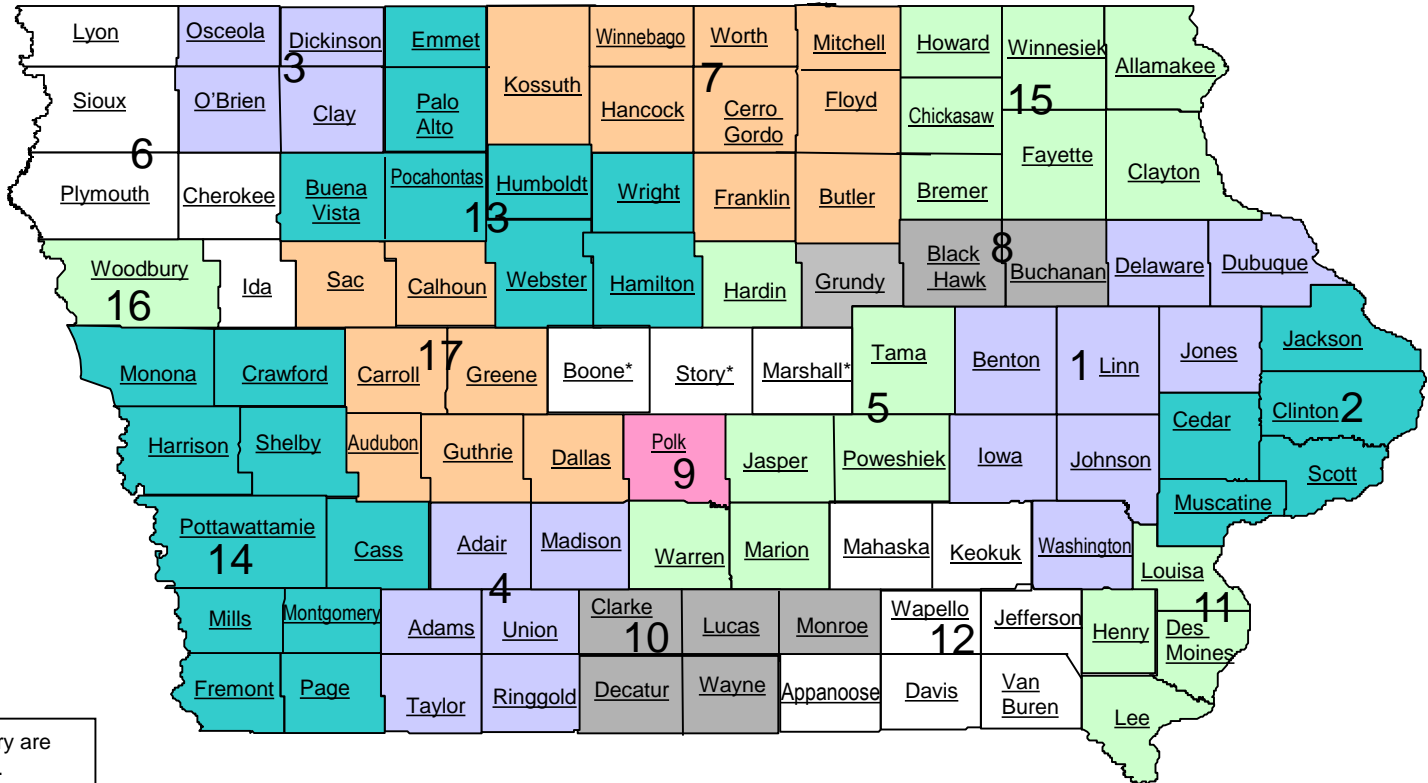 Lyon
Osceola
Dickinson
Emmet
Kossuth
Winnebago
Worth
Mitchell
Howard
Winnesiek
Allamakee
3
7
15
Sioux
O'Brien
Clay
Palo
Alto
Hancock
Cerro
Gordo
Floyd
Chickasaw
6
Fayette
Clayton
Plymouth
Cherokee
Buena
Vista
Pocahontas
Humboldt
Wright
Franklin
Butler
Bremer
13
8
Woodbury
16
Ida
Sac
Calhoun
Webster
Hamilton
Hardin
Grundy
Black
Hawk
Buchanan
Delaware
Dubuque
Monona
Crawford
17
Carroll
Greene
Boone*
Story*
Marshall*
Tama
Benton
1
Linn
Jones
Jackson
5
Clinton
2
Cedar
Harrison
Shelby
Audubon
Guthrie
Dallas
Polk
9
Jasper
Poweshiek
Iowa
Johnson
Scott
Muscatine
Pottawattamie
14
Cass
Adair
Madison
Warren
Marion
Mahaska
Keokuk
Washington
Louisa
4
11
Mills
Montgomery
Adams
Union
Clarke
10
Lucas
Monroe
Wapello
12
Jefferson
Henry
Des
Moines
Fremont
Page
Taylor
Ringgold
Decatur
Wayne
Appanoose
Davis
Van
Buren
Lee
ry are